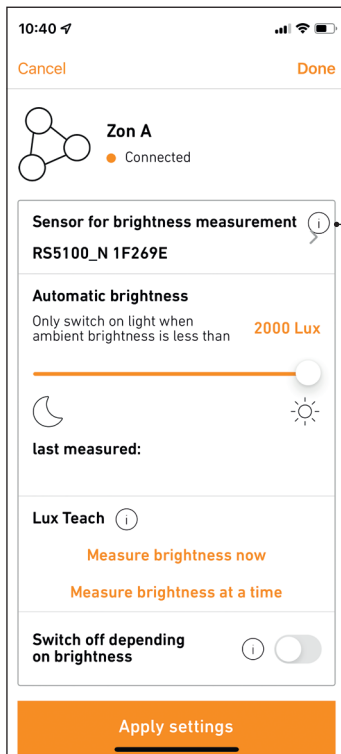 10:40
Cancel Done
Zon A
Connected
Sensor for brightness measurement i
RS5100_N 1F269E
Automatic brightness
Only switch on light when
ambient brightness is less than
2000 Lux
last measured:
Lux Teach i
Measure brightness now
Measure brightness at a time
Switch off depending
on brightness i
Apply settings